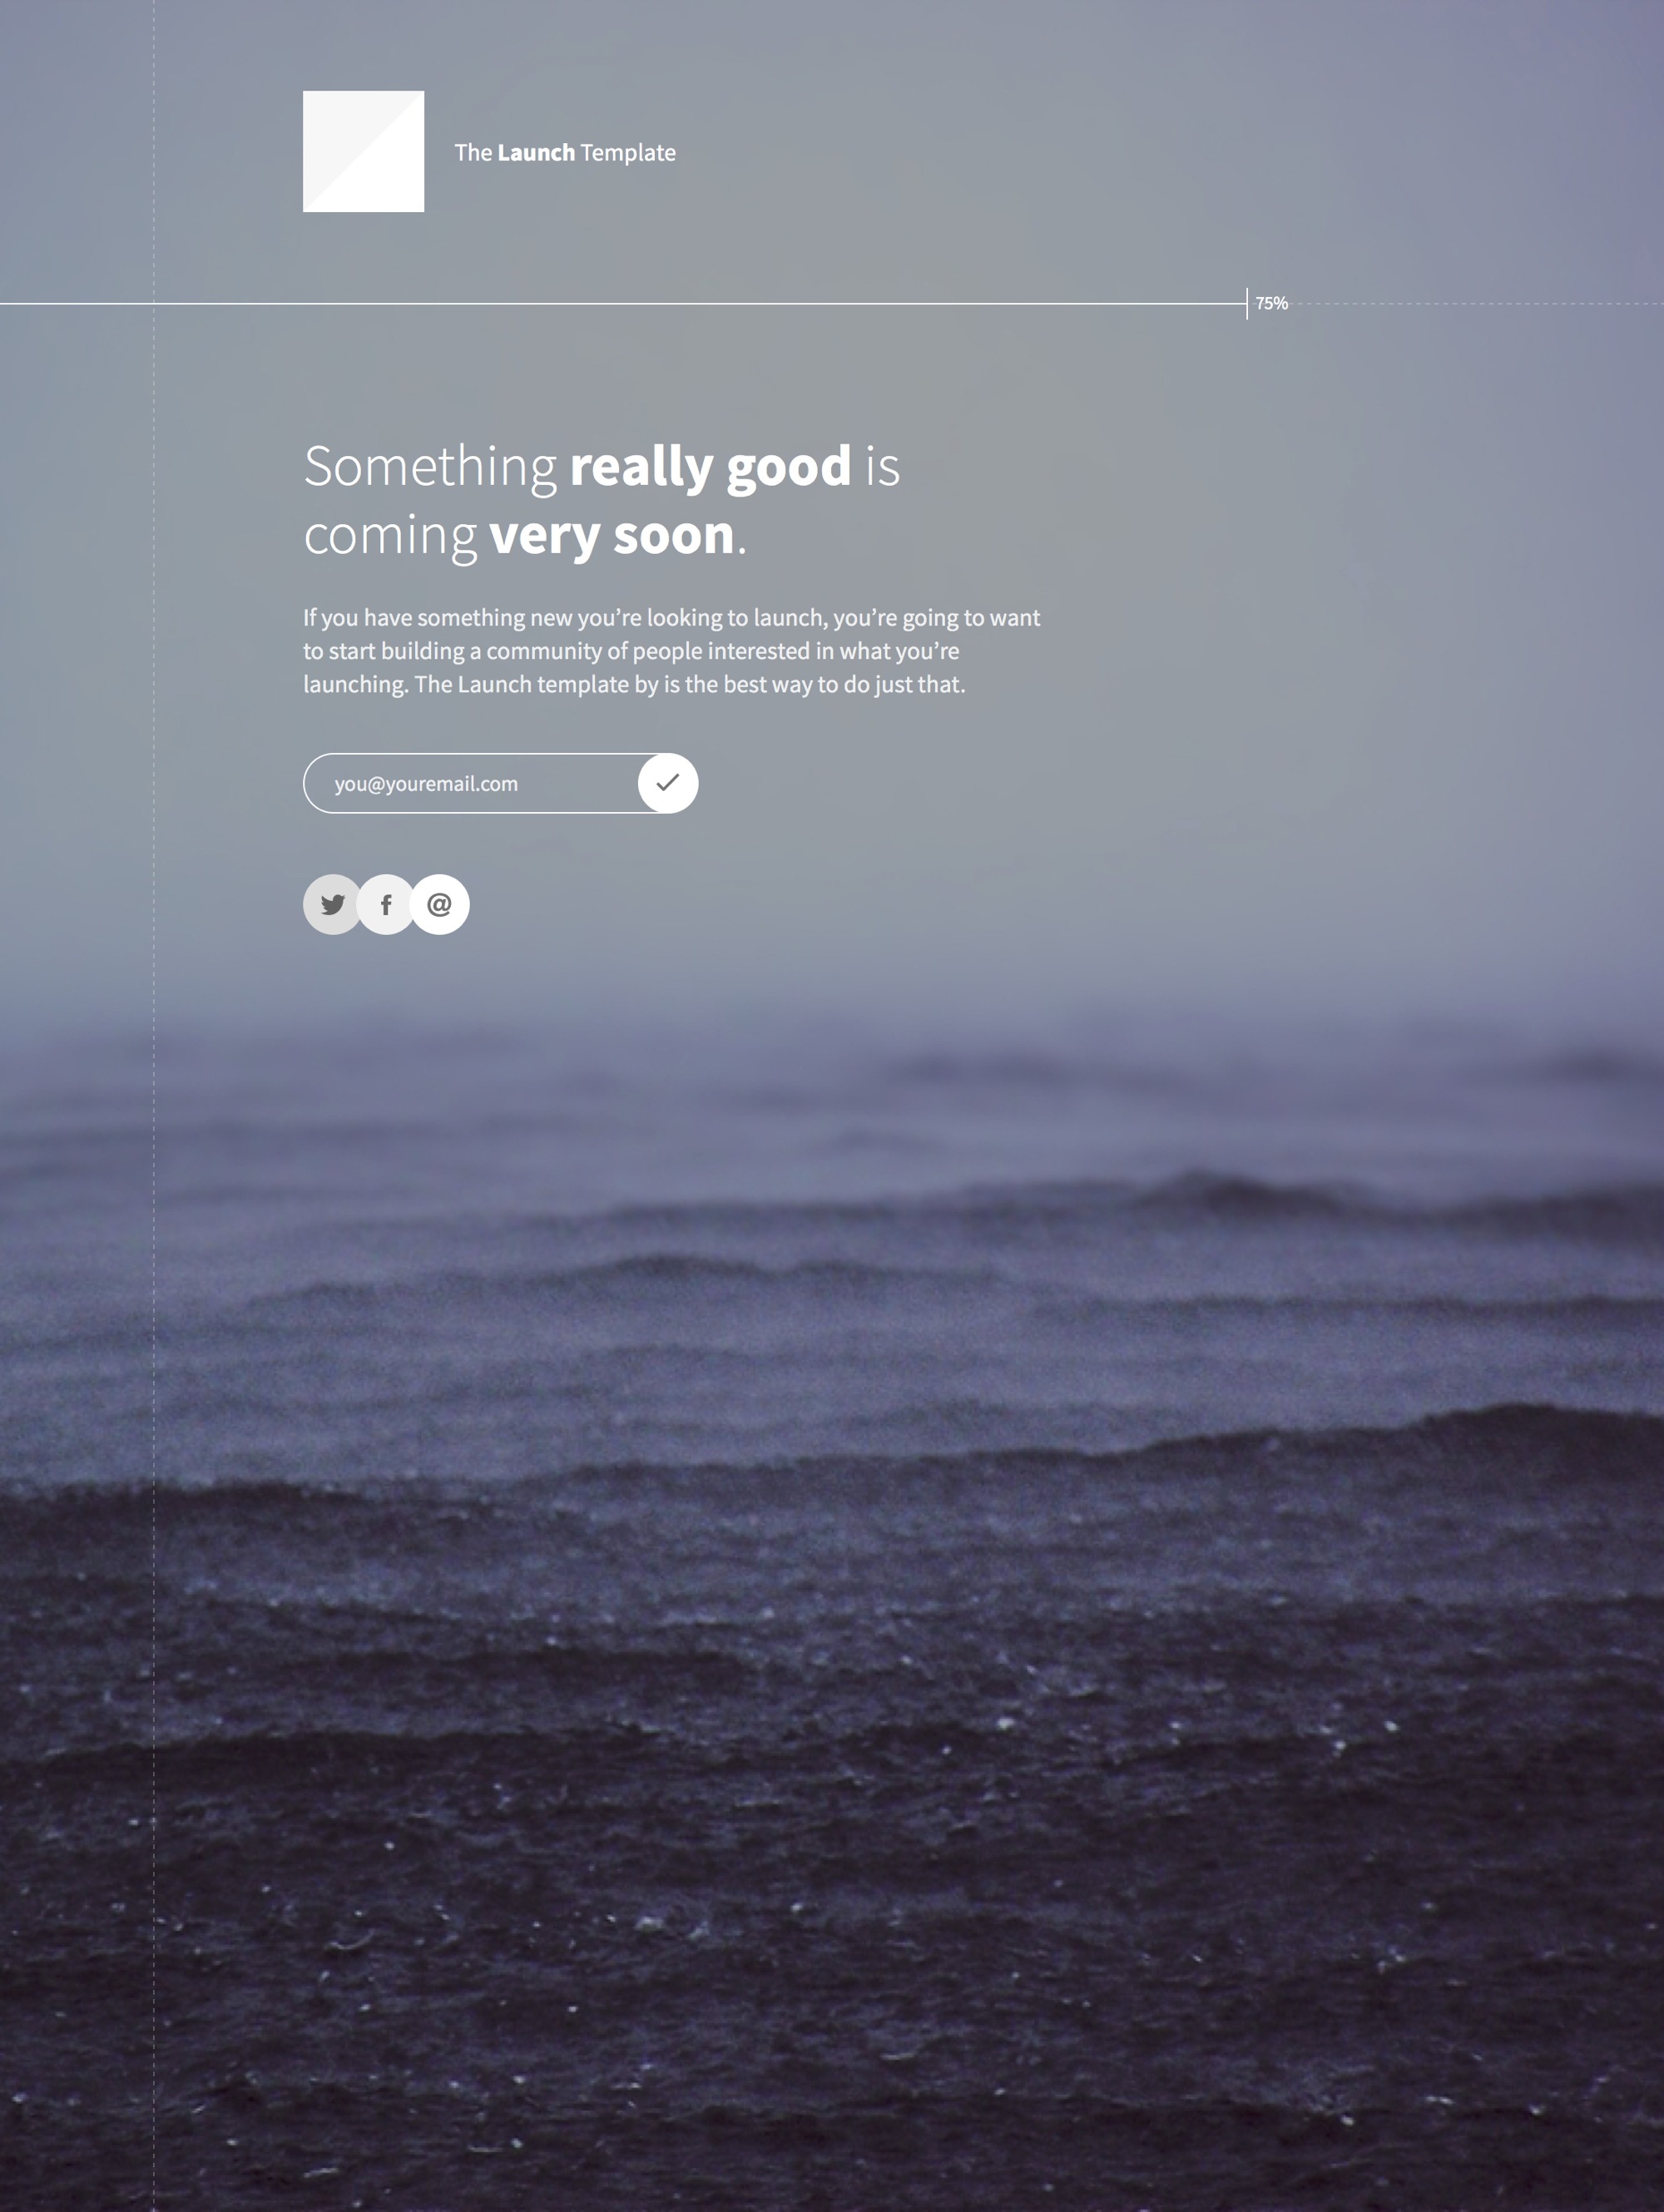 The Launch Template
75%
Something really good is
coming very soon.
If you have something new you’re looking to launch, you’re going to want
to start building a community of people interested in what you’re
launching. The Launch template by is the best way to do just that.
you@youremail.com
f @